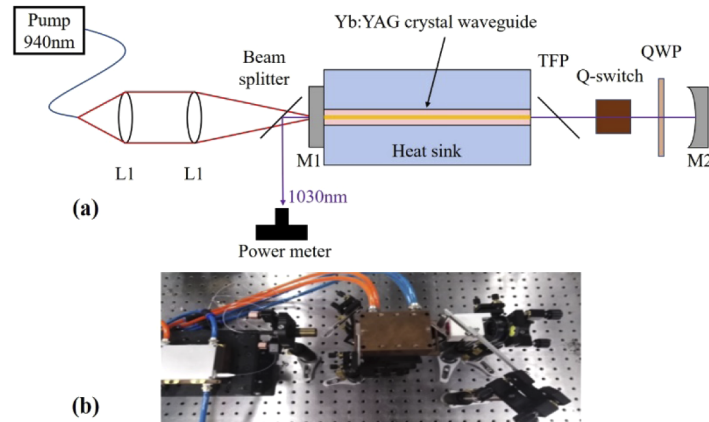 Pump
940nm
Yb:YAG crystal waveguide
Beam
splitter
TFP
QWP
Q-switch
L1
L1
M1
Heat sink
M2
(a)
1030nm
Power meter
(b)